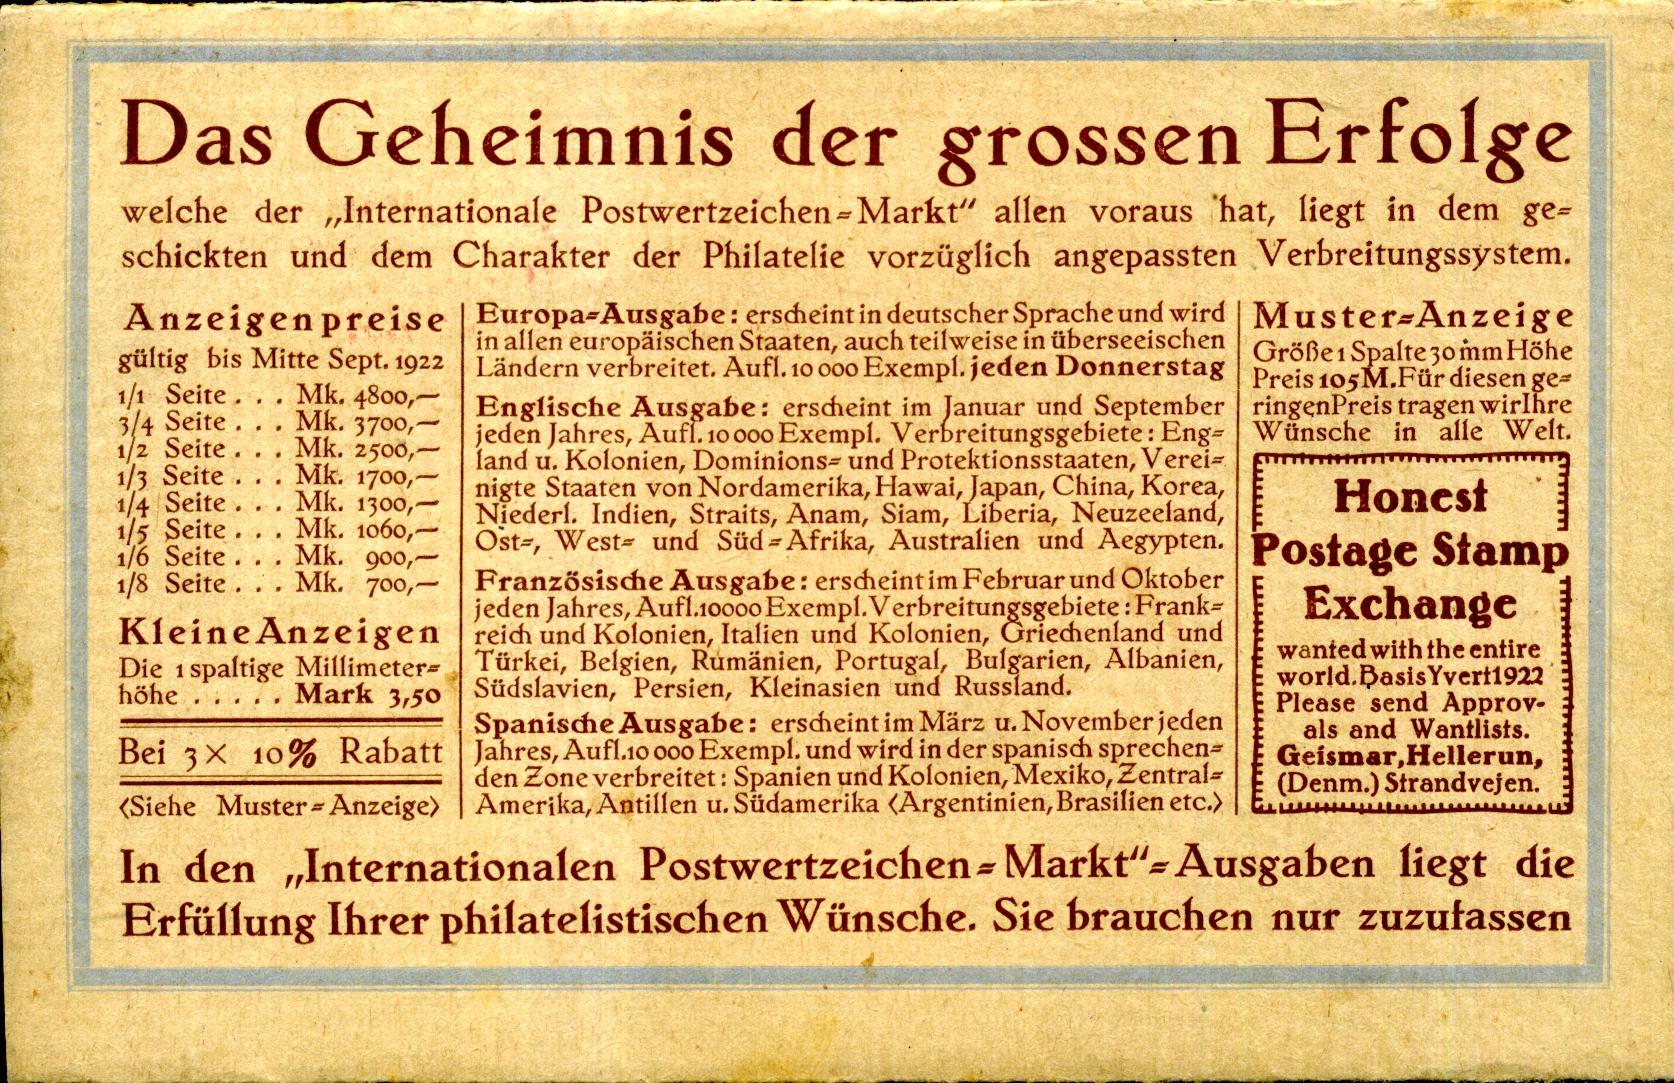 Das Geheimnis der grossen Erfolge
welche der „Internationale Postwertzeichen=Markt“ allen voraus hat, liegt in dem ge=
schickten und dem Charakter der Philatelie vorzüglich angepassten Verbreitungssystem.
Anzeigenpreise
gültig bis Mitte Sept. 1922
1/1 Seite . . . Mk. 4800,—
3/4 Seite . . . Mk. 3700,—
1/2 Seite . . . Mk. 2500,—
1/3 Seite . . . Mk. 1700,—
1/4 Seite . . . Mk. 1300,—
1/5 Seite . . . Mk. 1060,—
1/6 Seite . . . Mk. 900,—
1/8 Seite . . . Mk. 700,—
Kleine Anzeigen
Die 1 spaltige Millimeter=
höhe . . . . . Mark 3,50
Bei 3 × 10% Rabatt
<Siehe Muster=Anzeige>
Europa=Ausgabe: erscheint in deutscher Sprache und wird
in allen europäischen Staaten, auch teilweise in überseeischen
Ländern verbreitet. Aufl. 10 000 Exempl. jeden Donnerstag
Englische Ausgabe: erscheint im Januar und September
jeden Jahres, Aufl. 10 000 Exempl. Verbreitungsgebiete: Eng=
land u. Kolonien, Dominions= und Protektionsstaaten, Verei=
nigte Staaten von Nordamerika, Hawai, Japan, China, Korea,
Niederl. Indien, Straits, Anam, Siam, Liberia, Neuzeeland,
Ost=, West= und Süd=Afrika, Australien und Aegypten.
Französische Ausgabe: erscheint im Februar und Oktober
jeden Jahres, Aufl. 10000 Exempl. Verbreitungsgebiete: Frank=
reich und Kolonien, Italien und Kolonien, Griechenland und
Türkei, Belgien, Rumänien, Portugal, Bulgarien, Albanien,
Südslavien, Persien, Kleinasien und Russland.
Spanische Ausgabe: erscheint im März u. November jeden
Jahres, Aufl. 10 000 Exempl. und wird in der spanisch sprechen=
den Zone verbreitet: Spanien und Kolonien, Mexiko, Zentral=
Amerika, Antillen u. Südamerika <Argentinien, Brasilien etc.>
Muster=Anzeige
Größe 1 Spalte 30 mm Höhe
Preis 105 M. Für diesen ge=
ringen Preis tragen wir Ihre
Wünsche in alle Welt.
Honest
Postage Stamp
Exchange
wanted with the entire
world. Basis Yvert 1922
Please send Approv-
als and Wantlists.
Geismar, Hellerun,
(Denm.) Strandvejen.
In den „Internationalen Postwertzeichen=Markt“=Ausgaben liegt die
Erfüllung Ihrer philatelistischen Wünsche. Sie brauchen nur zuzufassen